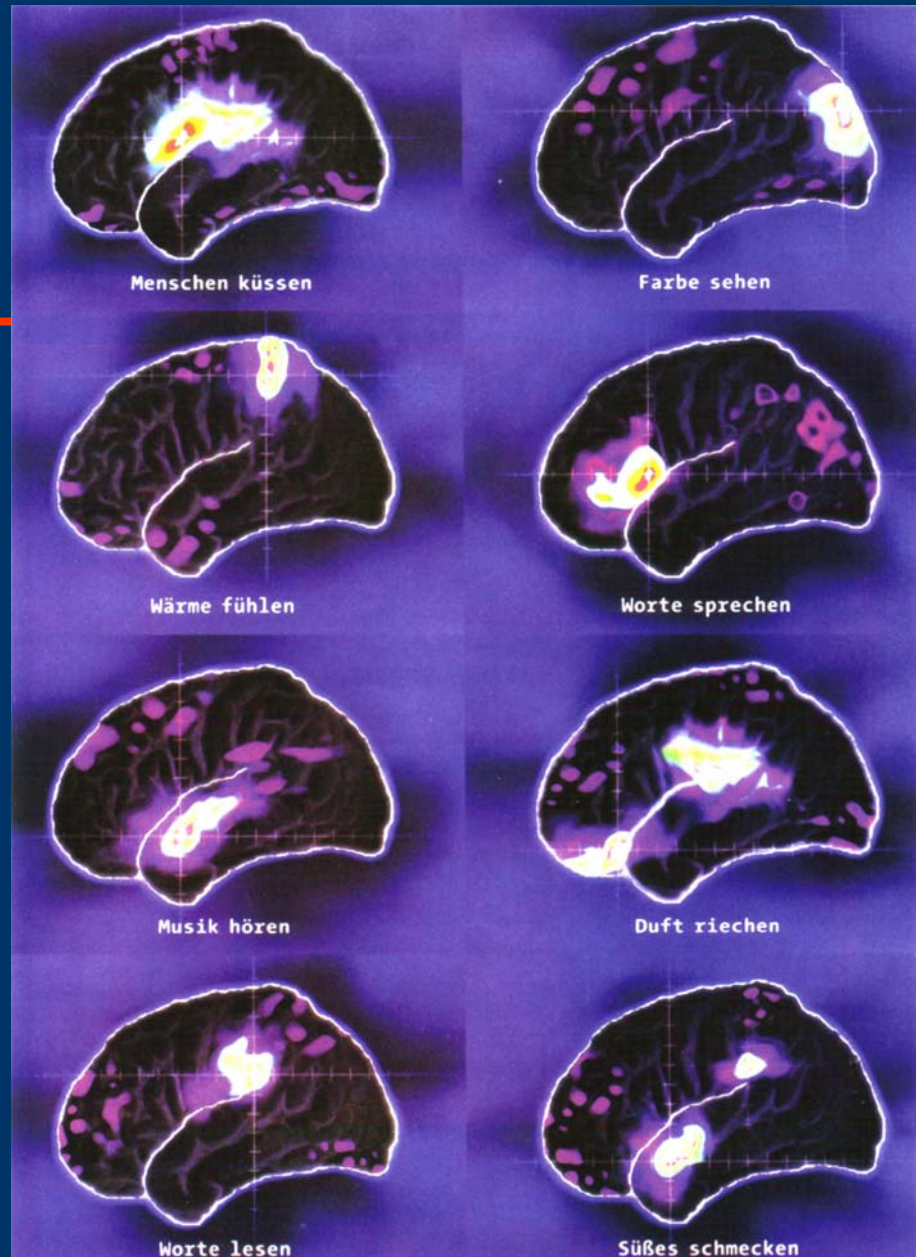 Menschen küssen
Farbe sehen
Wärme fühlen
Worte sprechen
Musik hören
Duft riechen
Worte lesen
Süßes schmecken